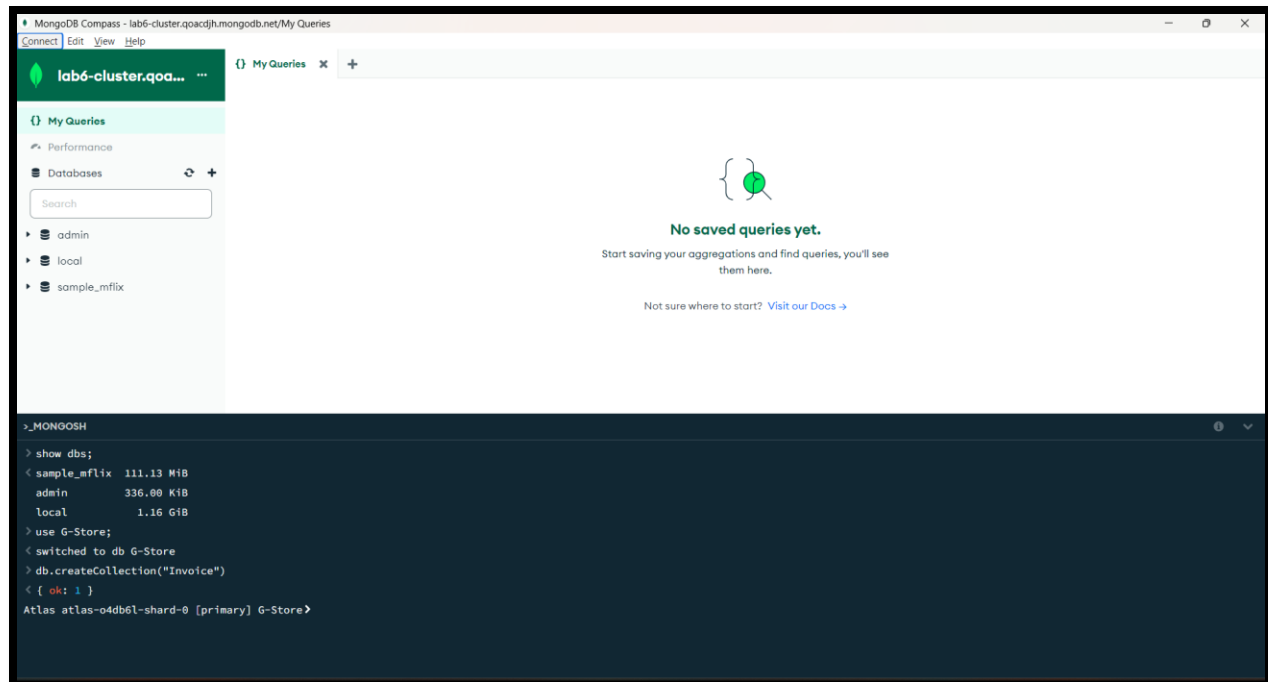 MongoDB Compass - lab6-cluster.qoacdjh.mongodb.net/My Queries
Connect Edit View Help
lab6-cluster.qoa... ...
{} My Queries
Performance
Databases
Search
admin
local
sample_mflix
{} My Queries
No saved queries yet.
Start saving your aggregations and find queries, you'll see
them here.
Not sure where to start? Visit our Docs →
>_MONGOSH
> show dbs;
< sample_mflix 111.13 MiB
admin 336.00 KiB
local 1.16 GiB
> use G-Store;
< switched to db G-Store
> db.createCollection("Invoice")
< { ok: 1 }
Atlas atlas-o4db6l-shard-0 [primary] G-Store>